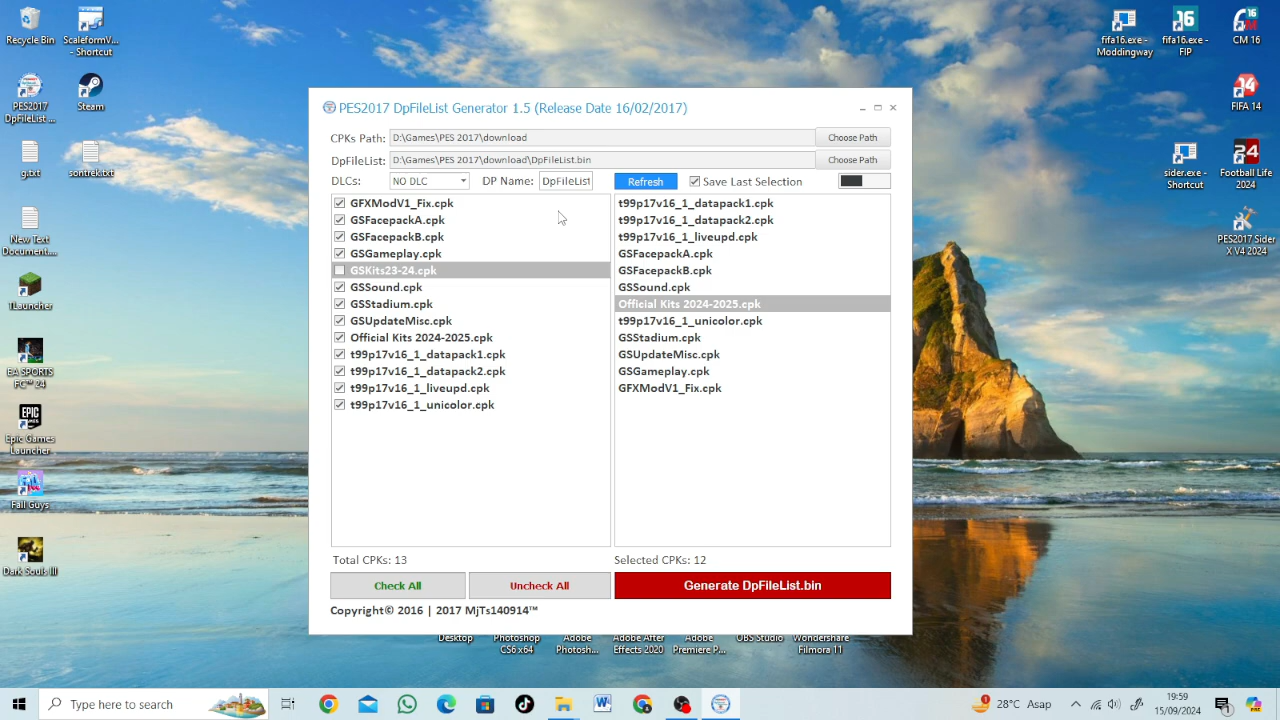 Recycle Bin
ScaleformV...
- Shortcut
PES2017
DpFileList ...
Steam
g.txt
sontrek.txt
New Text
Document....
TLauncher
EA SPORTS
FC™ 24
Epic Games
Launcher
Fall Guys
Dark Souls III
fifa16.exe -
Moddingway
fifa16.exe -
FIP
CM 16
FIFA 14
sider.exe -
Shortcut
Football Life
2024
PES2017 Sider
X V4 2024
PES2017 DpFileList Generator 1.5 (Release Date 16/02/2017)
CPKs Path: D:\Games\PES 2017\download Choose Path
DpFileList: D:\Games\PES 2017\download\DpFileList.bin Choose Path
DLCs: NO DLC DP Name: DpFileList Refresh Save Last Selection
GFXModV1_Fix.cpk
GSFacepackA.cpk
GSFacepackB.cpk
GSGameplay.cpk
GSKits23-24.cpk
GSSound.cpk
GSStadium.cpk
GSUpdateMisc.cpk
Official Kits 2024-2025.cpk
t99p17v16_1_datapack1.cpk
t99p17v16_1_datapack2.cpk
t99p17v16_1_liveupd.cpk
t99p17v16_1_unicolor.cpk
t99p17v16_1_datapack1.cpk
t99p17v16_1_datapack2.cpk
t99p17v16_1_liveupd.cpk
GSFacepackA.cpk
GSFacepackB.cpk
GSSound.cpk
Official Kits 2024-2025.cpk
t99p17v16_1_unicolor.cpk
GSStadium.cpk
GSUpdateMisc.cpk
GSGameplay.cpk
GFXModV1_Fix.cpk
Total CPKs: 13
Selected CPKs: 12
Check All
Uncheck All
Generate DpFileList.bin
Copyright© 2016 | 2017 MjTs140914™
Desktop
Photoshop
CS6 x64
Adobe
Photosh...
Adobe After
Effects 2020
Adobe
Premiere P...
OBS Studio
Wondershare
Filmora 11
Type here to search
28°C Asap
19:59
15/09/2024